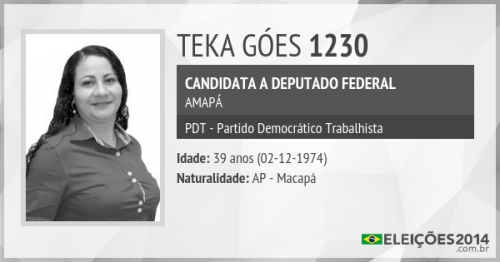 TEKA GÓES 1230
CANDIDATA A DEPUTADO FEDERAL
AMAPÁ
PDT - Partido Democrático Trabalhista
Idade: 39 anos (02-12-1974)
Naturalidade: AP - Macapá
ELEIÇÕES2014
.com.br